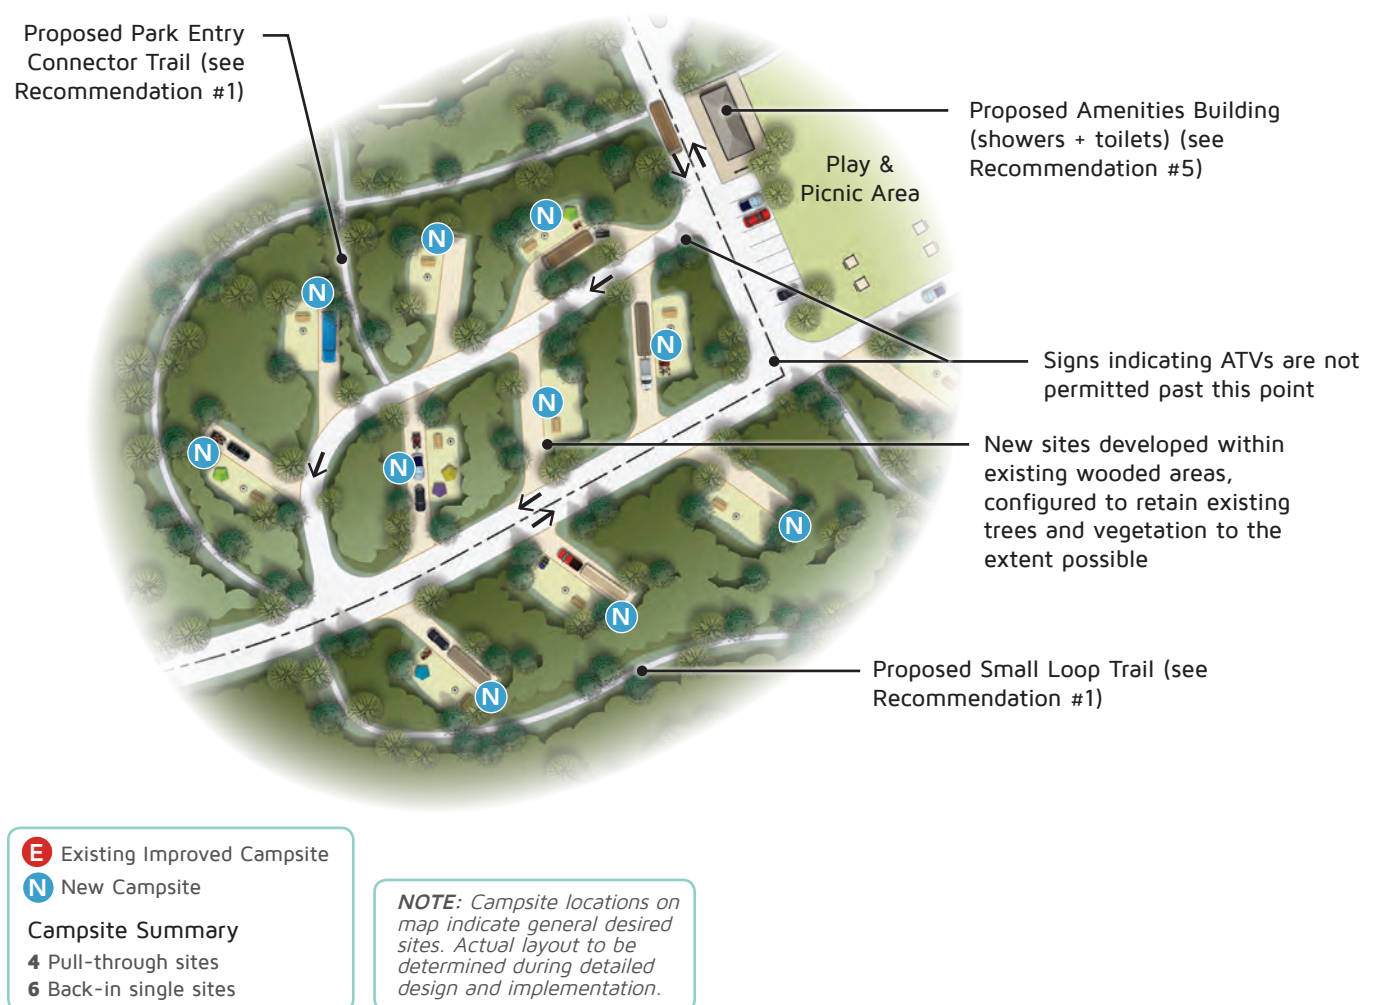 Proposed Park Entry
Connector Trail (see
Recommendation #1)
Proposed Amenities Building
(showers + toilets) (see
Recommendation #5)
Play &
Picnic Area
N
N
N
N
N
N
N
N
N
N
Signs indicating ATVs are not
permitted past this point
New sites developed within
existing wooded areas,
configured to retain existing
trees and vegetation to the
extent possible
Proposed Small Loop Trail (see
Recommendation #1)
E Existing Improved Campsite
N New Campsite
Campsite Summary
4 Pull-through sites
6 Back-in single sites
NOTE: Campsite locations on
map indicate general desired
sites. Actual layout to be
determined during detailed
design and implementation.